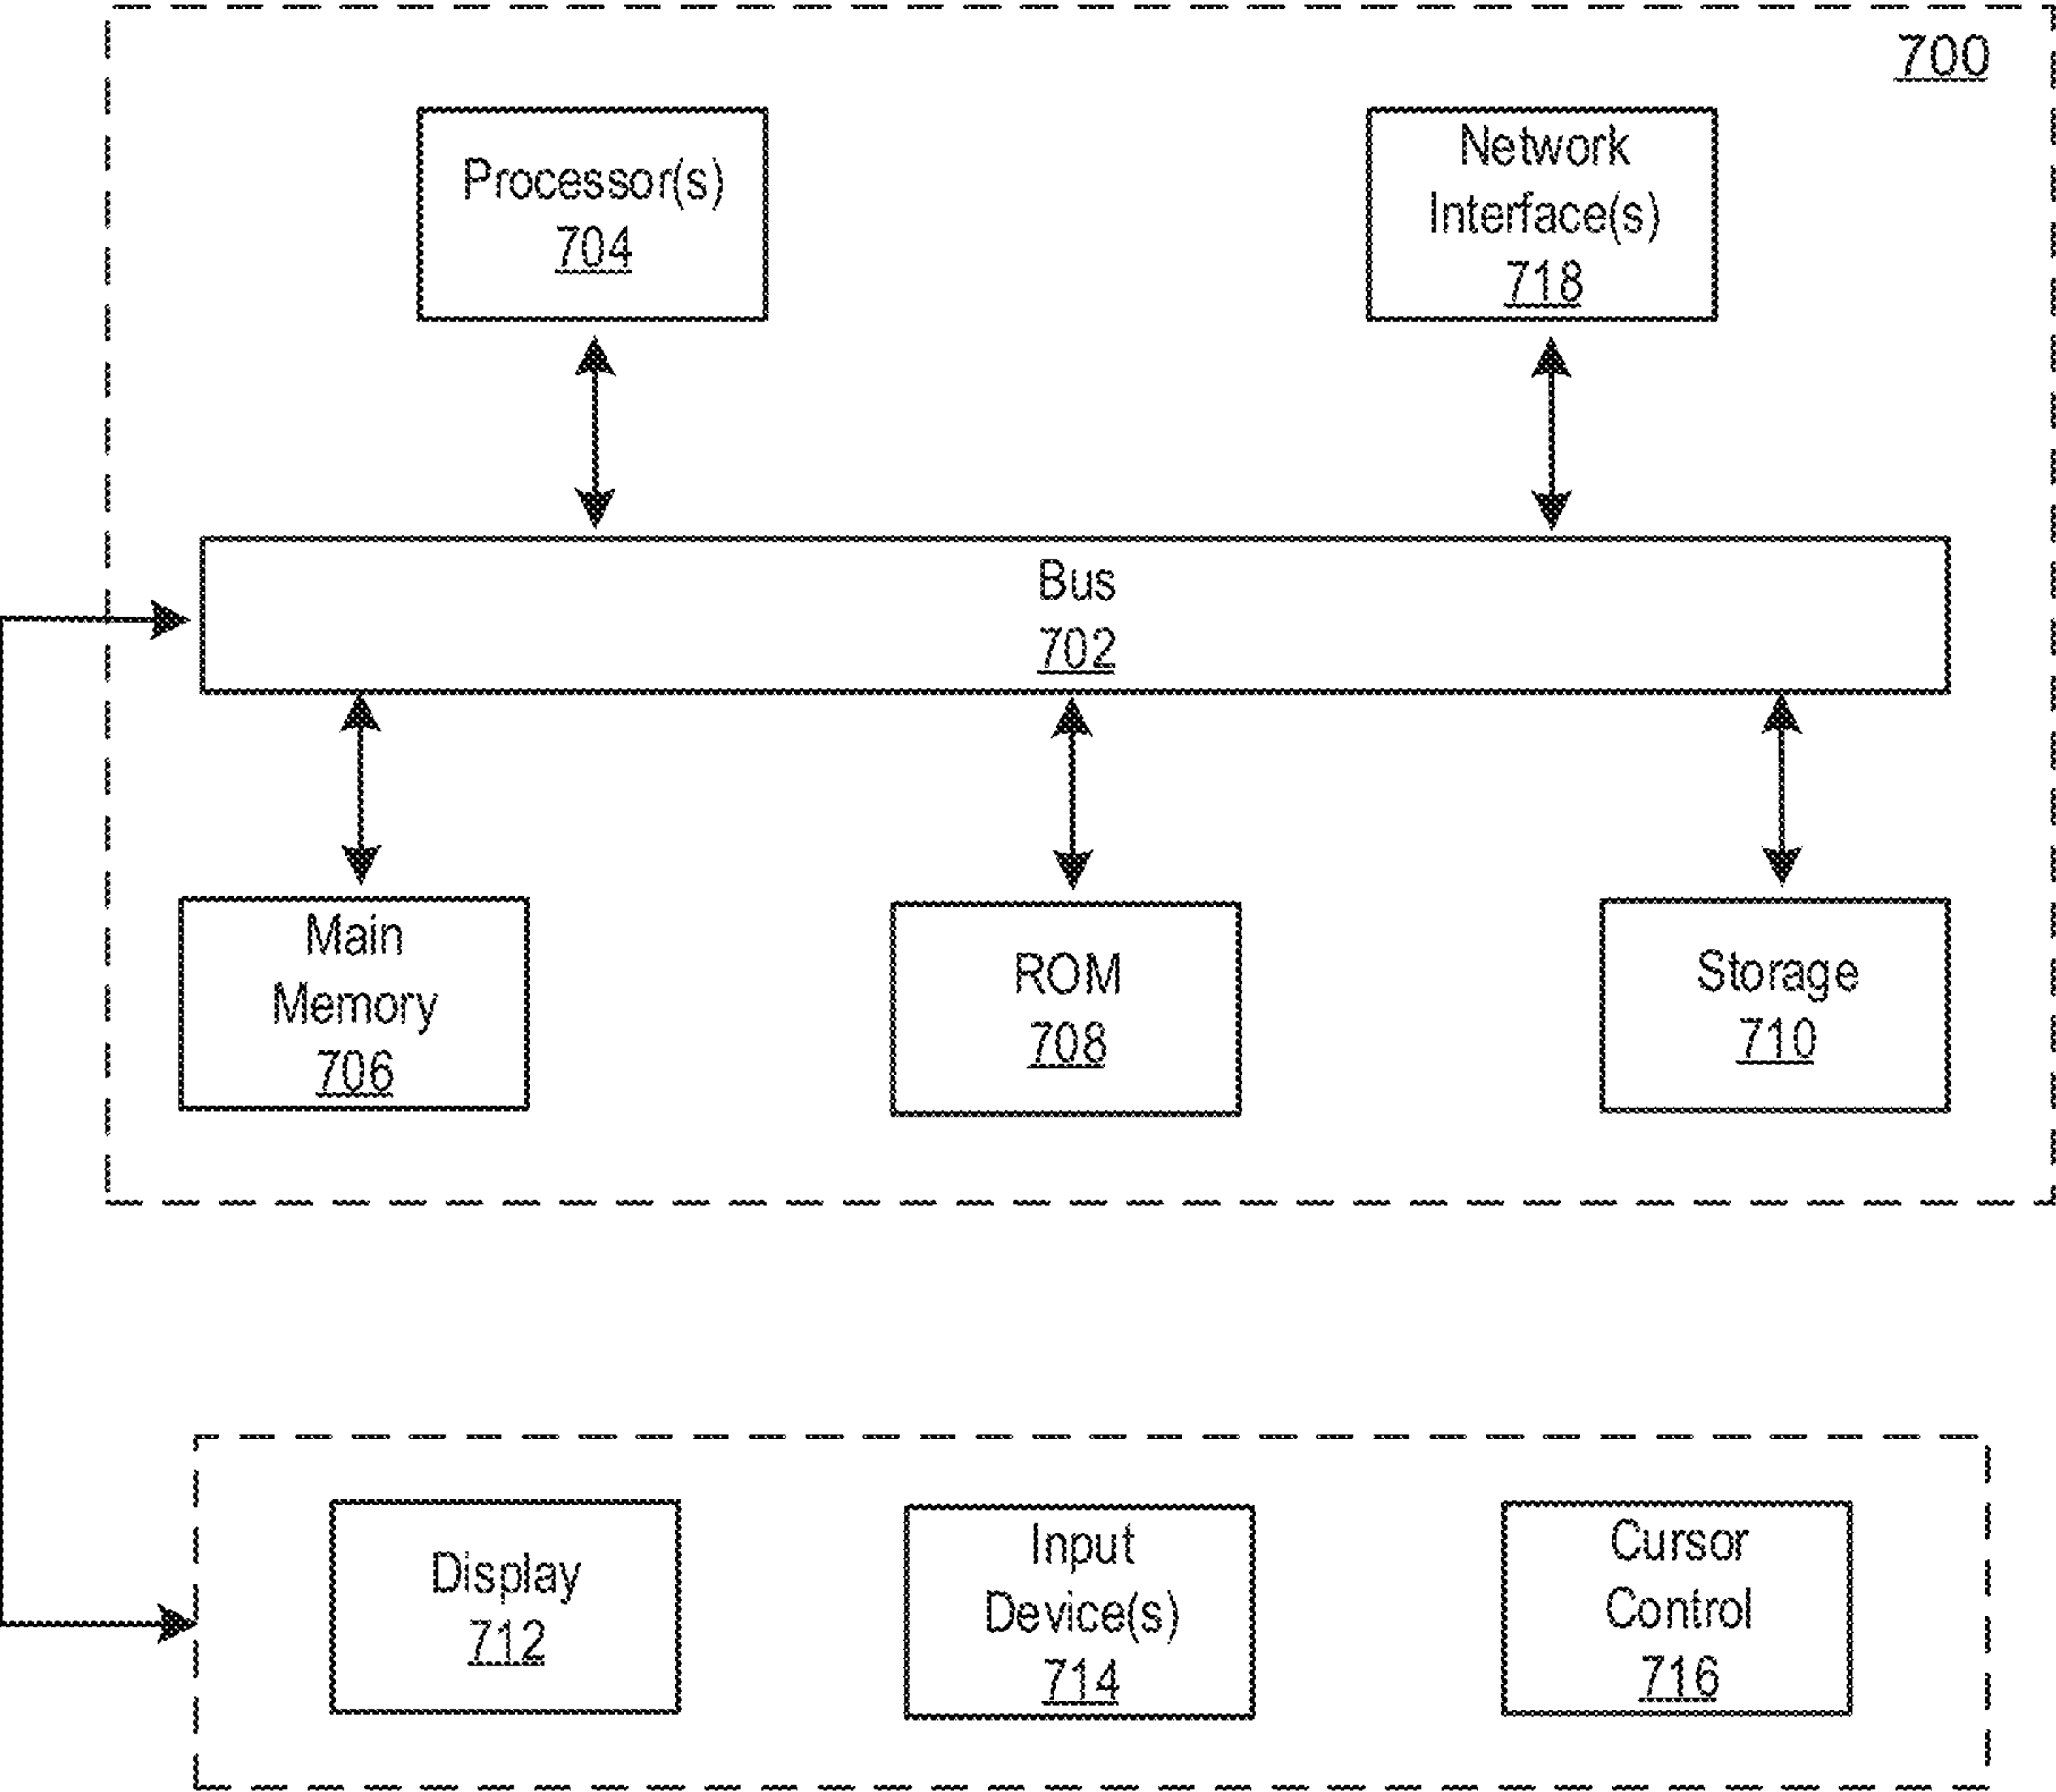 700
Processor(s)
704
Network
Interface(s)
718
Bus
702
Main
Memory
706
ROM
708
Storage
710
Display
712
Input
Device(s)
714
Cursor
Control
716